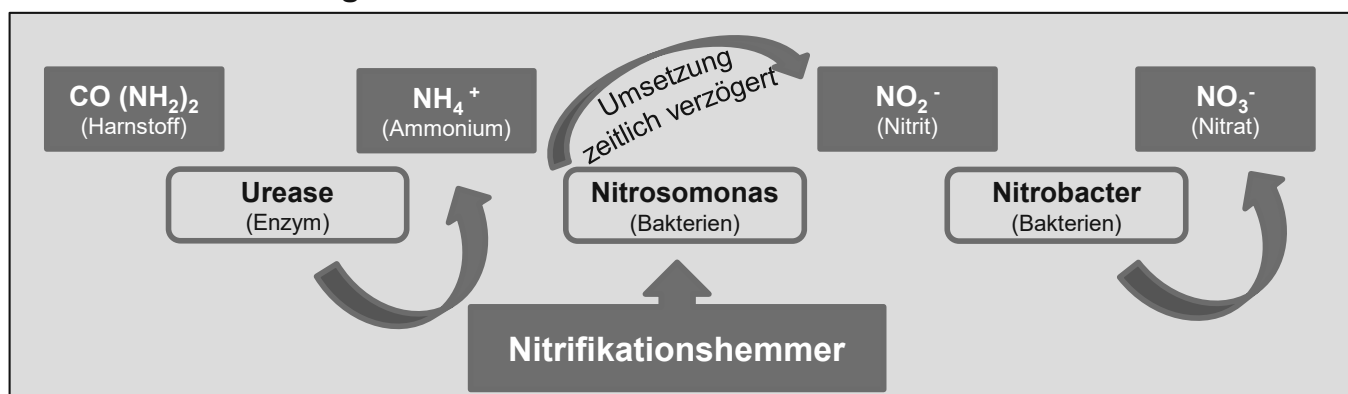 CO (NH₂)₂
(Harnstoff)
NH₄⁺
(Ammonium)
Umsetzung
zeitlich verzögert
NO₂⁻
(Nitrit)
NO₃⁻
(Nitrat)
Urease
(Enzym)
Nitrosomonas
(Bakterien)
Nitrobacter
(Bakterien)
Nitrifikationshemmer